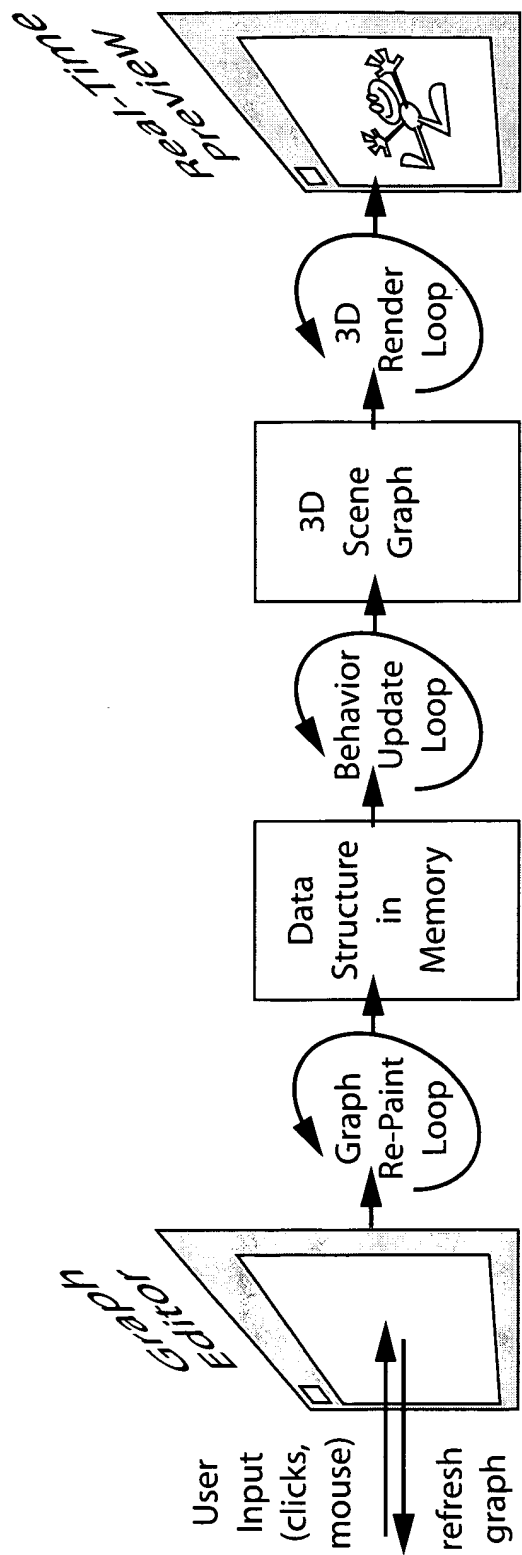 User
Input
(clicks,
mouse)
refresh
graph
Graph
Editor
Graph
Re-Paint
Loop
Data
Structure
in
Memory
Behavior
Update
Loop
3D
Scene
Graph
3D
Render
Loop
Real-Time
Preview